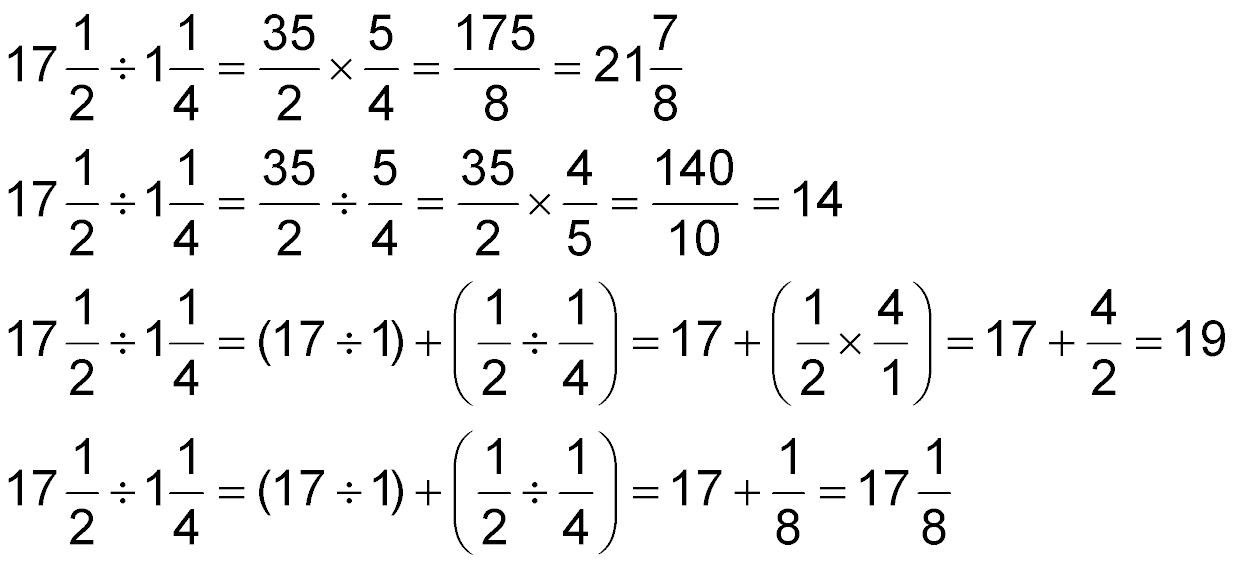 17 1/2 ÷ 1 1/4 = 35/2 × 5/4 = 175/8 = 21 7/8
17 1/2 ÷ 1 1/4 = 35/2 ÷ 5/4 = 35/2 × 4/5 = 140/10 = 14
17 1/2 ÷ 1 1/4 = (17 ÷ 1) + (1/2 ÷ 1/4) = 17 + (1/2 × 4/1) = 17 + 4/2 = 19
17 1/2 ÷ 1 1/4 = (17 ÷ 1) + (1/2 ÷ 1/4) = 17 + 1/8 = 17 1/8